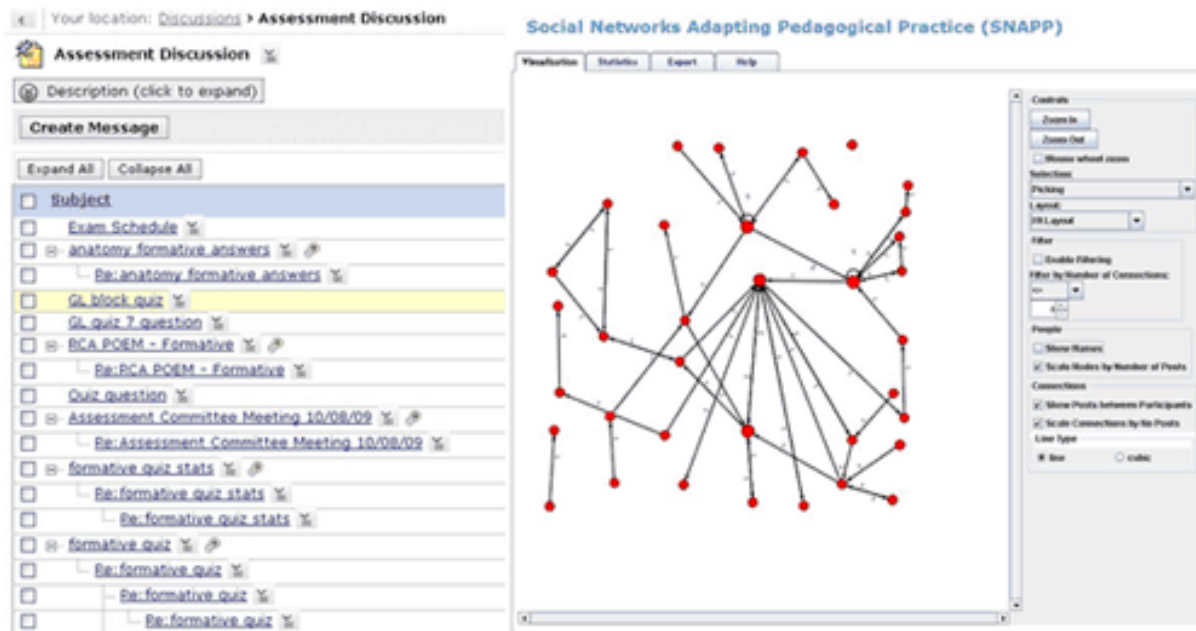 Your location: Discussions > Assessment Discussion
Assessment Discussion
Description (click to expand)
Create Message
Expand All Collapse All
Subject
Exam Schedule
anatomy formative answers
Re:anatomy formative answers
GL block quiz
GL quiz 7 question
RCA POEM - Formative
Re:RCA POEM - Formative
Quiz question
Assessment Committee Meeting 10/08/09
Re:Assessment Committee Meeting 10/08/09
formative quiz stats
Re:formative quiz stats
Re:formative quiz stats
formative quiz
Re:formative quiz
Re:formative quiz
Re:formative quiz
Social Networks Adapting Pedagogical Practice (SNAPP)
Visualisation Statistics Export Help
Controls
Zoom In
Zoom Out
Mouse wheel zoom
Selection:
Picking
Layout:
FR Layout
Filter
Enable Filtering
Filter by Number of Connections:
<=
People
Show Names
Scale Nodes by Number of Posts
Connections
Show Posts between Participants
Scale Connections by No Posts
Line Type
line cubic